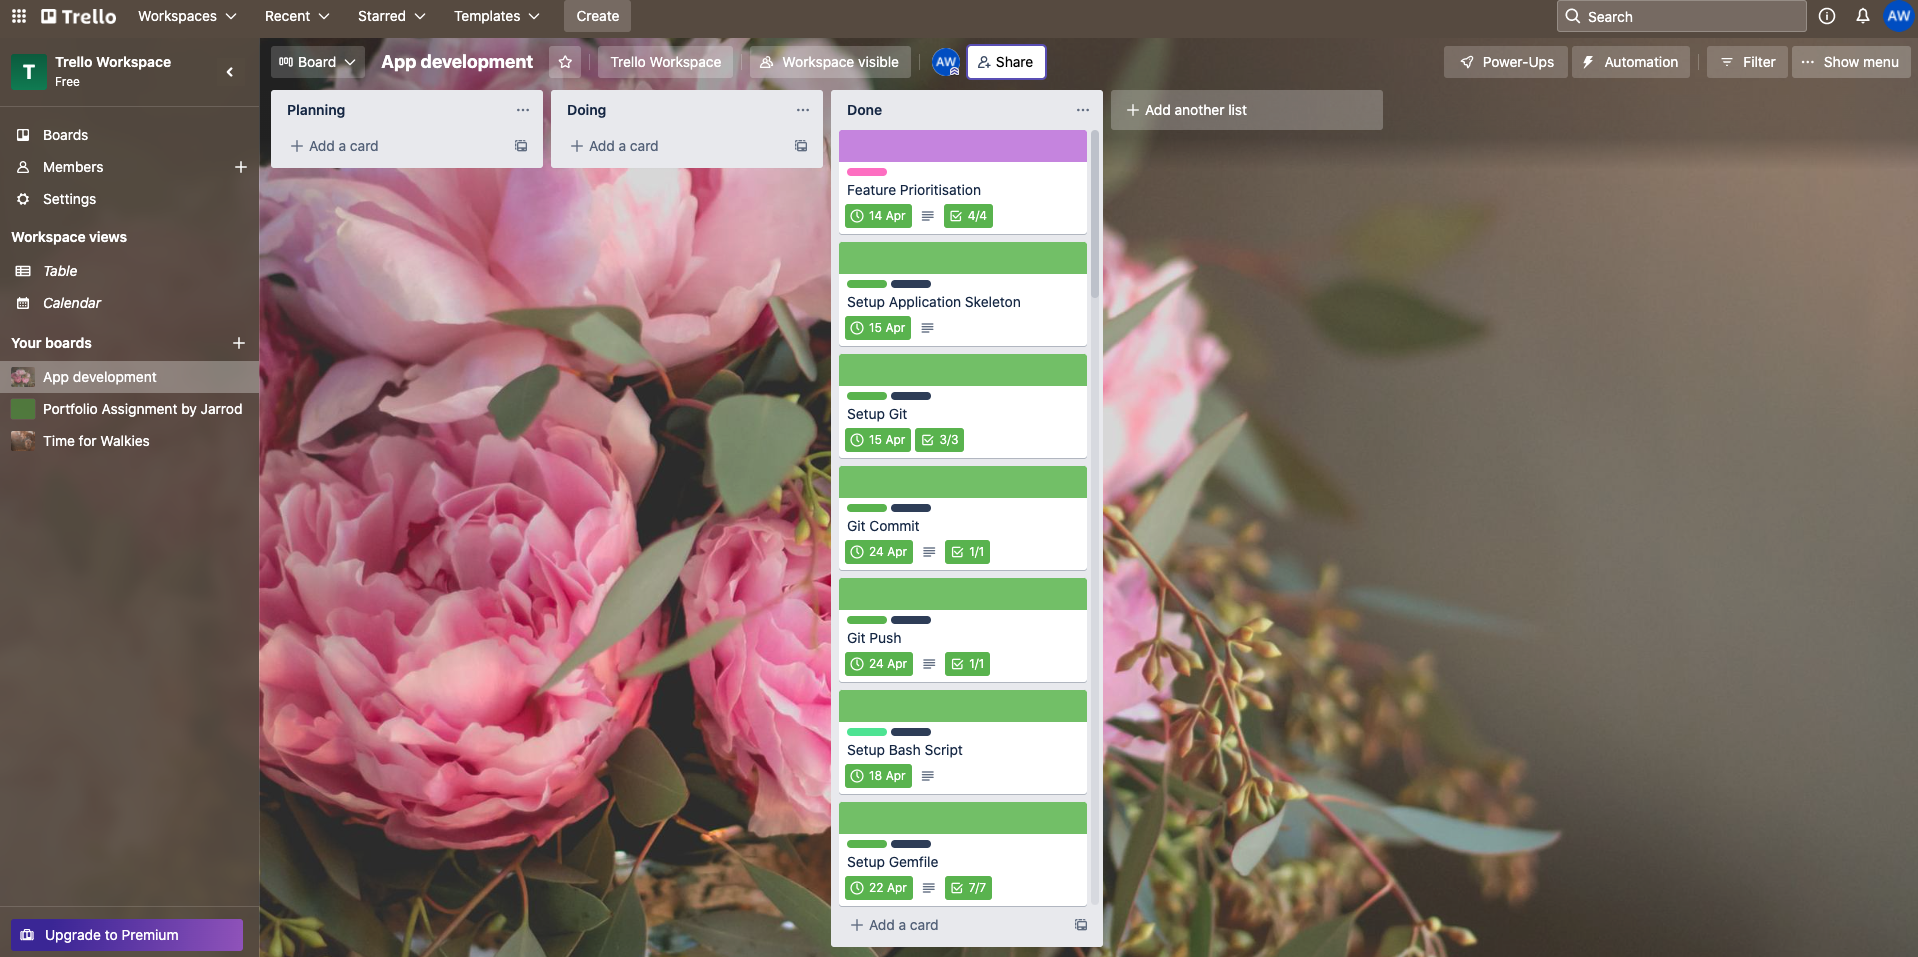 Trello
Workspaces
Recent
Starred
Templates
Create
Search
AW
T
Trello Workspace
Free
Boards
Members
Settings
Workspace views
Table
Calendar
Your boards
App development
Portfolio Assignment by Jarrod
Time for Walkies
Upgrade to Premium
Board
App development
Trello Workspace
Workspace visible
AW
Share
Power-Ups
Automation
Filter
Show menu
Planning
Add a card
Doing
Add a card
Done
Feature Prioritisation
14 Apr 4/4
Setup Application Skeleton
15 Apr
Setup Git
15 Apr 3/3
Git Commit
24 Apr 1/1
Git Push
24 Apr 1/1
Setup Bash Script
18 Apr
Setup Gemfile
22 Apr 7/7
Add a card
Add another list